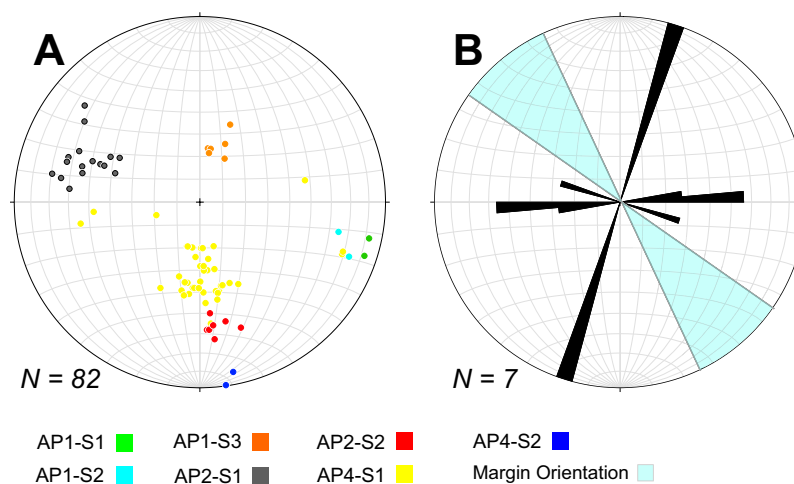 A B
N = 82 N = 7
AP1-S1 AP1-S3 AP2-S2 AP4-S2
AP1-S2 AP2-S1 AP4-S1 Margin Orientation